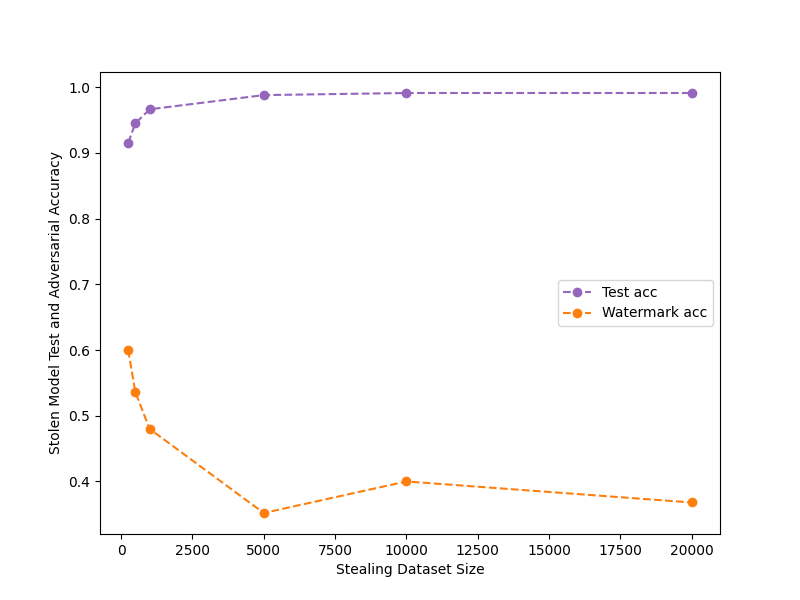 1.0
0.9
0.8
0.7
0.6
0.5
0.4
Stolen Model Test and Adversarial Accuracy
Test acc
Watermark acc
0 2500 5000 7500 10000 12500 15000 17500 20000
Stealing Dataset Size